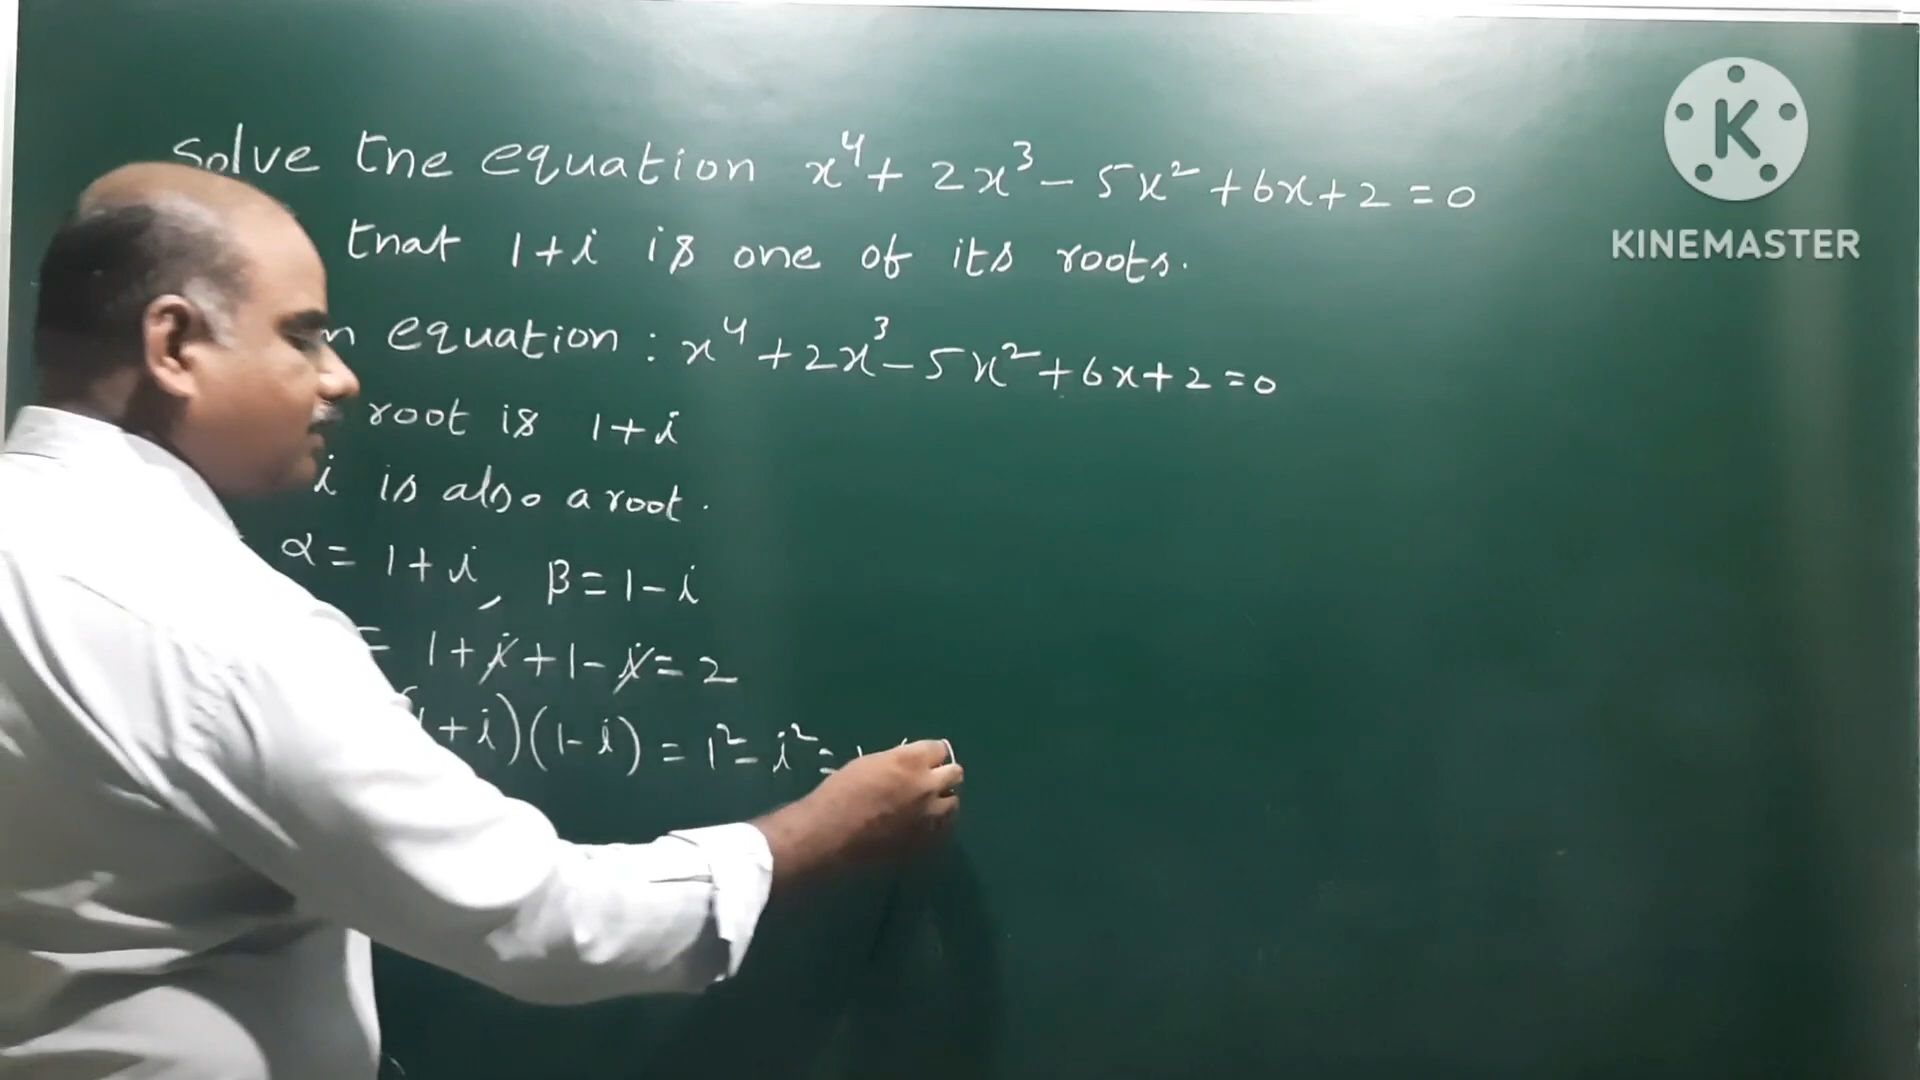 Solve the equation x⁴ + 2x³ - 5x² + 6x + 2 = 0
that 1+i is one of its roots.
n equation : x⁴ + 2x³ - 5x² + 6x + 2 = 0
root is 1+i
i is also a root.
α = 1+i, β = 1-i
= 1+i+1-i = 2
+i)(1-i) = 1² - i² =
K
KINEMASTER